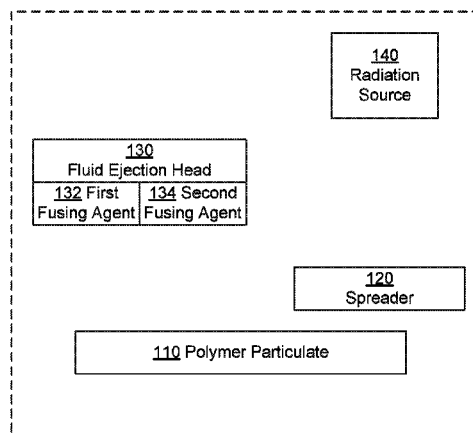 140
Radiation
Source
130
Fluid Ejection Head
132 First
Fusing Agent
134 Second
Fusing Agent
120
Spreader
110 Polymer Particulate